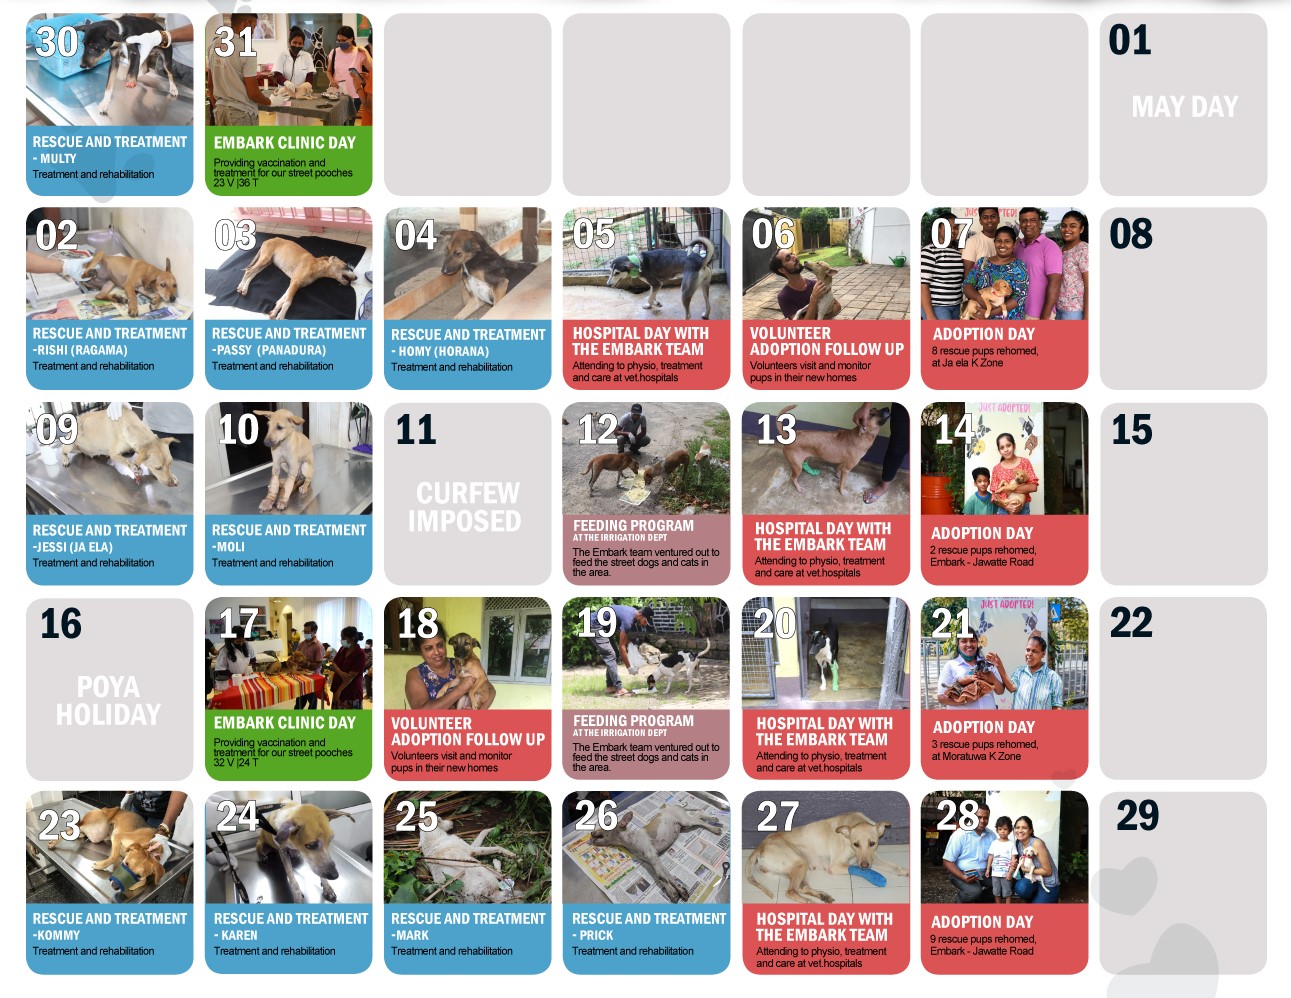 30
RESCUE AND TREATMENT
- MULTY
Treatment and rehabilitation
31
EMBARK CLINIC DAY
Providing vaccination and
treatment for our street pooches
23 V |36 T
01
MAY DAY
02
RESCUE AND TREATMENT
-RISHI (RAGAMA)
Treatment and rehabilitation
03
RESCUE AND TREATMENT
-PASSY (PANADURA)
Treatment and rehabilitation
04
RESCUE AND TREATMENT
- HOMY (HORANA)
Treatment and rehabilitation
05
HOSPITAL DAY WITH
THE EMBARK TEAM
Attending to physio, treatment
and care at vet.hospitals
06
VOLUNTEER
ADOPTION FOLLOW UP
Volunteers visit and monitor
pups in their new homes
JUST ADOPTED!
07
ADOPTION DAY
8 rescue pups rehomed,
at Ja ela K Zone
08
09
RESCUE AND TREATMENT
-JESSI (JA ELA)
Treatment and rehabilitation
10
RESCUE AND TREATMENT
-MOLI
Treatment and rehabilitation
11
CURFEW
IMPOSED
12
FEEDING PROGRAM
AT THE IRRIGATION DEPT
The Embark team ventured out to
feed the street dogs and cats in
the area.
13
HOSPITAL DAY WITH
THE EMBARK TEAM
Attending to physio, treatment
and care at vet.hospitals
JUST ADOPTED!
14
ADOPTION DAY
2 rescue pups rehomed,
Embark - Jawatte Road
15
16
POYA
HOLIDAY
17
EMBARK CLINIC DAY
Providing vaccination and
treatment for our street pooches
32 V |24 T
18
VOLUNTEER
ADOPTION FOLLOW UP
Volunteers visit and monitor
pups in their new homes
19
FEEDING PROGRAM
AT THE IRRIGATION DEPT
The Embark team ventured out to
feed the street dogs and cats in
the area.
20
HOSPITAL DAY WITH
THE EMBARK TEAM
Attending to physio, treatment
and care at vet.hospitals
JUST ADOPTED!
21
ADOPTION DAY
3 rescue pups rehomed,
at Moratuwa K Zone
22
23
RESCUE AND TREATMENT
-KOMMY
Treatment and rehabilitation
24
RESCUE AND TREATMENT
- KAREN
Treatment and rehabilitation
25
RESCUE AND TREATMENT
-MARK
Treatment and rehabilitation
26
RESCUE AND TREATMENT
- PRICK
Treatment and rehabilitation
27
HOSPITAL DAY WITH
THE EMBARK TEAM
Attending to physio, treatment
and care at vet.hospitals
28
ADOPTION DAY
9 rescue pups rehomed,
Embark - Jawatte Road
29